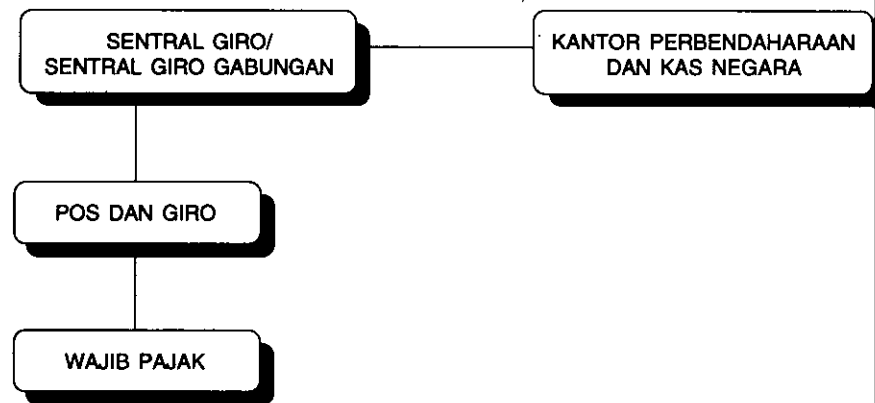 SENTRAL GIRO/
SENTRAL GIRO GABUNGAN
KANTOR PERBENDAHARAAN
DAN KAS NEGARA
POS DAN GIRO
WAJIB PAJAK